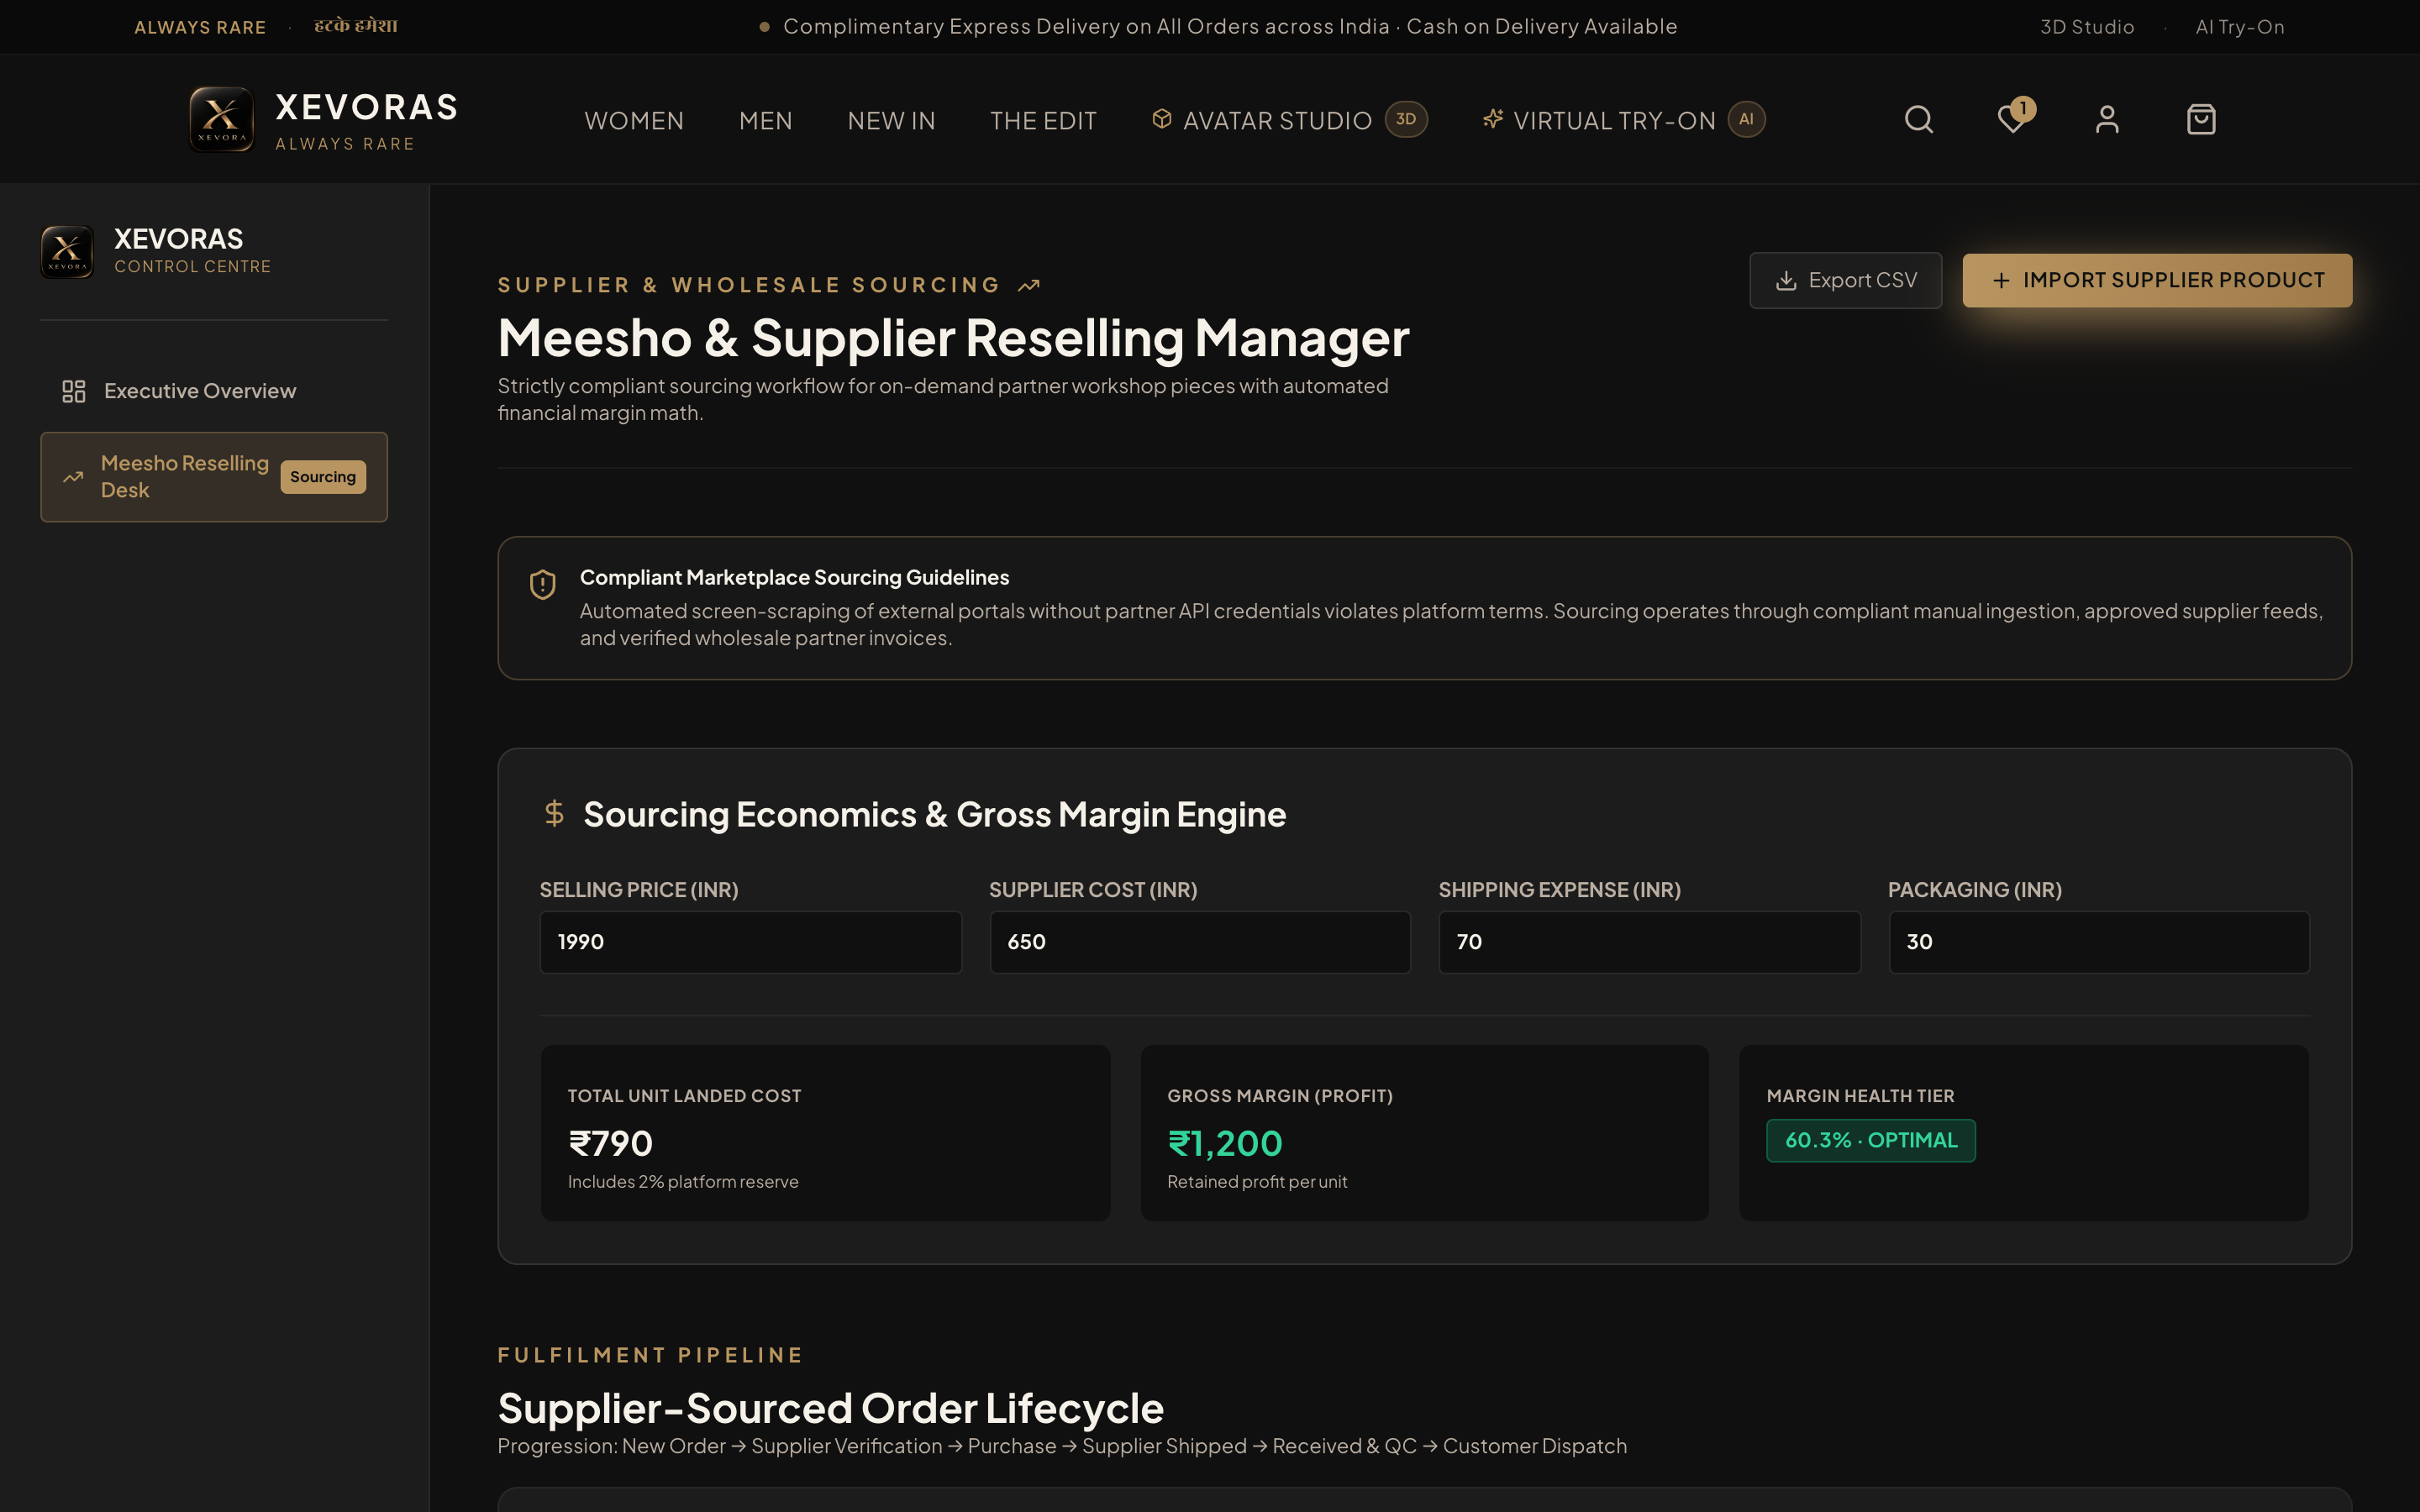 ALWAYS RARE · हटके हमेशा
Complimentary Express Delivery on All Orders across India · Cash on Delivery Available
3D Studio · AI Try-On
X
XEVORA
XEVORAS
ALWAYS RARE
WOMEN
MEN
NEW IN
THE EDIT
AVATAR STUDIO 3D
VIRTUAL TRY-ON AI
1
X
XEVORA
XEVORAS
CONTROL CENTRE
Executive Overview
Meesho Reselling
Desk
Sourcing
SUPPLIER & WHOLESALE SOURCING
Meesho & Supplier Reselling Manager
Strictly compliant sourcing workflow for on-demand partner workshop pieces with automated
financial margin math.
Export CSV
IMPORT SUPPLIER PRODUCT
Compliant Marketplace Sourcing Guidelines
Automated screen-scraping of external portals without partner API credentials violates platform terms. Sourcing operates through compliant manual ingestion, approved supplier feeds,
and verified wholesale partner invoices.
$ Sourcing Economics & Gross Margin Engine
SELLING PRICE (INR)
1990
SUPPLIER COST (INR)
650
SHIPPING EXPENSE (INR)
70
PACKAGING (INR)
30
TOTAL UNIT LANDED COST
₹790
Includes 2% platform reserve
GROSS MARGIN (PROFIT)
₹1,200
Retained profit per unit
MARGIN HEALTH TIER
60.3% · OPTIMAL
FULFILMENT PIPELINE
Supplier-Sourced Order Lifecycle
Progression: New Order → Supplier Verification → Purchase → Supplier Shipped → Received & QC → Customer Dispatch